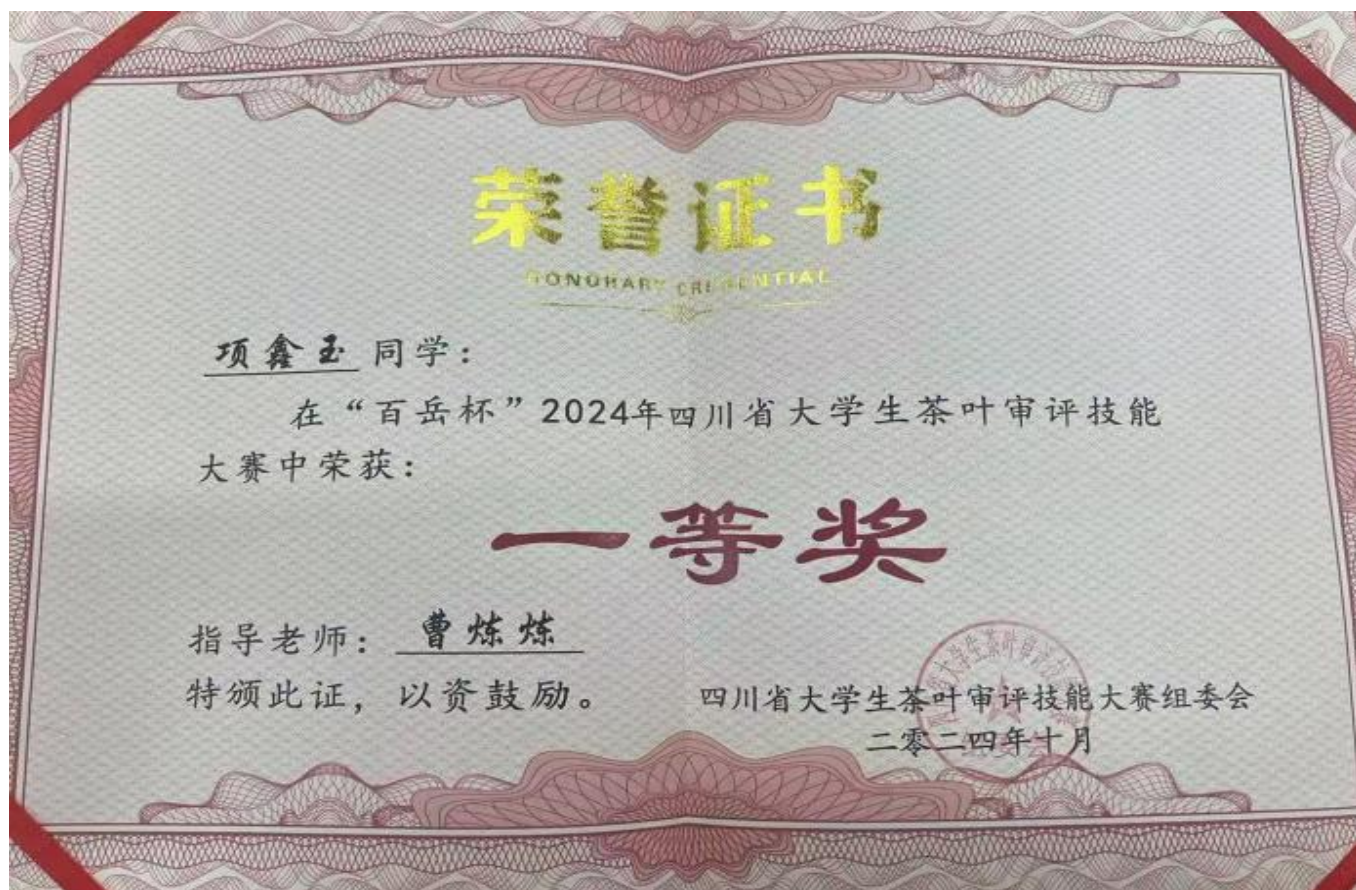 荣誉证书
HONORARY CREDENTIAL
项鑫玉 同学：
在“百岳杯”2024年四川省大学生茶叶审评技能
大赛中荣获：
一等奖
指导老师： 曹炼炼
特颁此证，以资鼓励。
四川省大学生茶叶审评技能大赛组委会
二零二四年十月